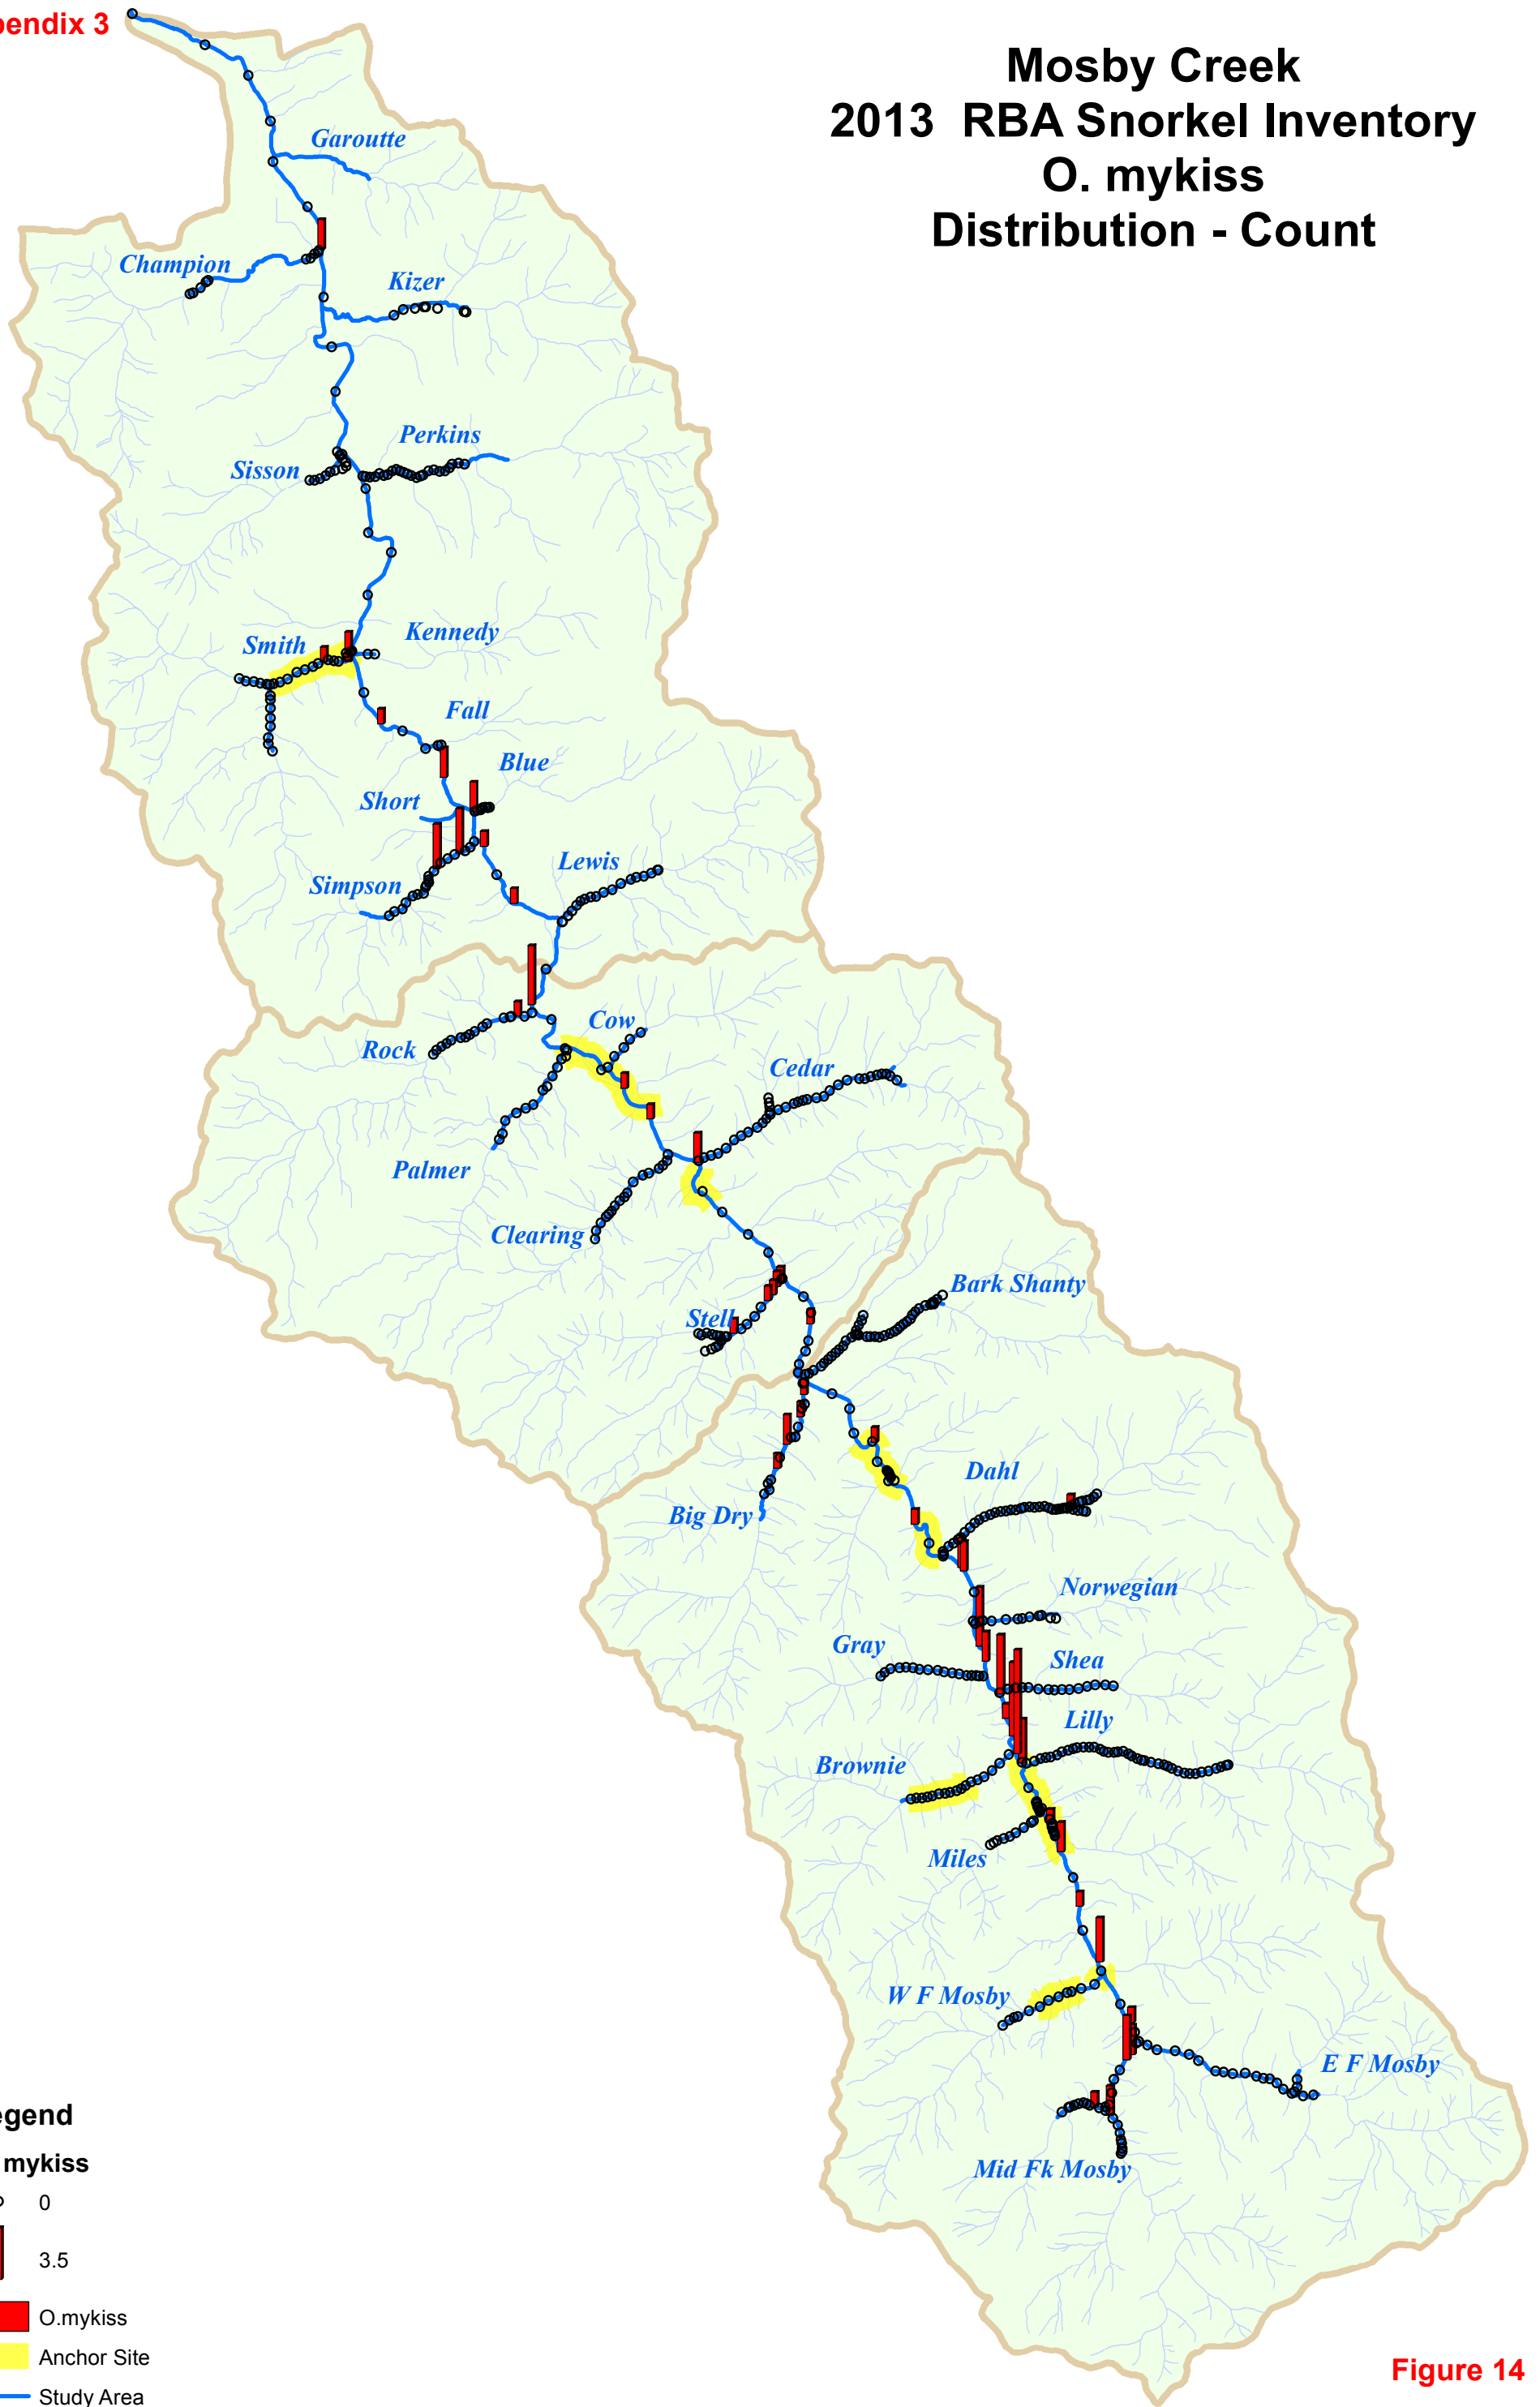 pendix 3
Mosby Creek
2013 RBA Snorkel Inventory
O. mykiss
Distribution - Count
Garoutte
Champion
Kizer
Perkins
Sisson
Smith
Kennedy
Fall
Blue
Short
Lewis
Simpson
Cow
Rock
Cedar
Palmer
Clearing
Bark Shanty
Stell
Dahl
Big Dry
Norwegian
Gray
Shea
Lilly
Brownie
Miles
W F Mosby
E F Mosby
Mid Fk Mosby
egend
mykiss
0
3.5
O.mykiss
Anchor Site
Study Area
Figure 14